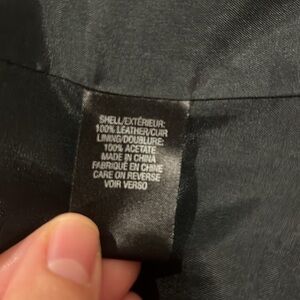 SHELL/EXTÉRIEUR:
100% LEATHER/CUIR
LINING/DOUBLURE:
100% ACETATE
MADE IN CHINA
FABRIQUÉ EN CHINE
CARE ON REVERSE
VOIR VERSO